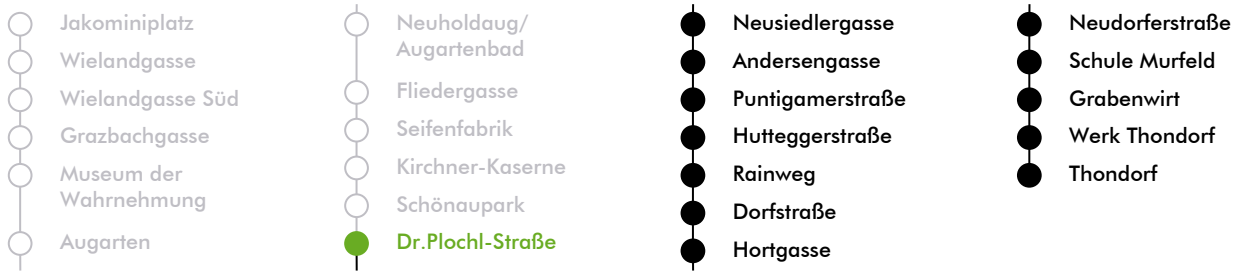 Jakominiplatz
Wielandgasse
Wielandgasse Süd
Grazbachgasse
Museum der
Wahrnehmung
Augarten
Neuholdaug/
Augartenbad
Fliedergasse
Seifenfabrik
Kirchner-Kaserne
Schönaupark
Dr.Plochl-Straße
Neusiedlergasse
Andersengasse
Puntigamerstraße
Hutteggerstraße
Rainweg
Dorfstraße
Hortgasse
Neudorferstraße
Schule Murfeld
Grabenwirt
Werk Thondorf
Thondorf